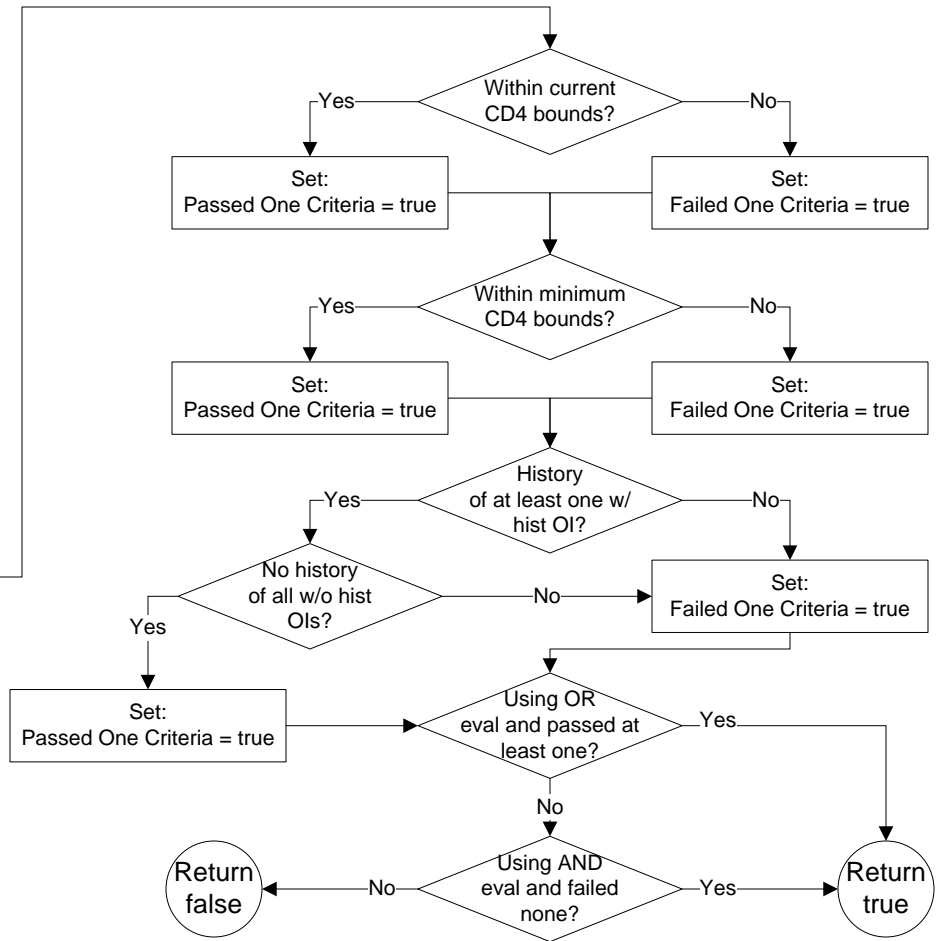 Within current
CD4 bounds?
Yes
No
Set:
Passed One Criteria = true
Set:
Failed One Criteria = true
Within minimum
CD4 bounds?
Yes
No
Set:
Passed One Criteria = true
Set:
Failed One Criteria = true
History
of at least one w/
hist OI?
Yes
No
No history
of all w/o hist
OIs?
No
Yes
Set:
Failed One Criteria = true
Set:
Passed One Criteria = true
Using OR
eval and passed at
least one?
Yes
No
Using AND
eval and failed
none?
No
Yes
Return
false
Return
true